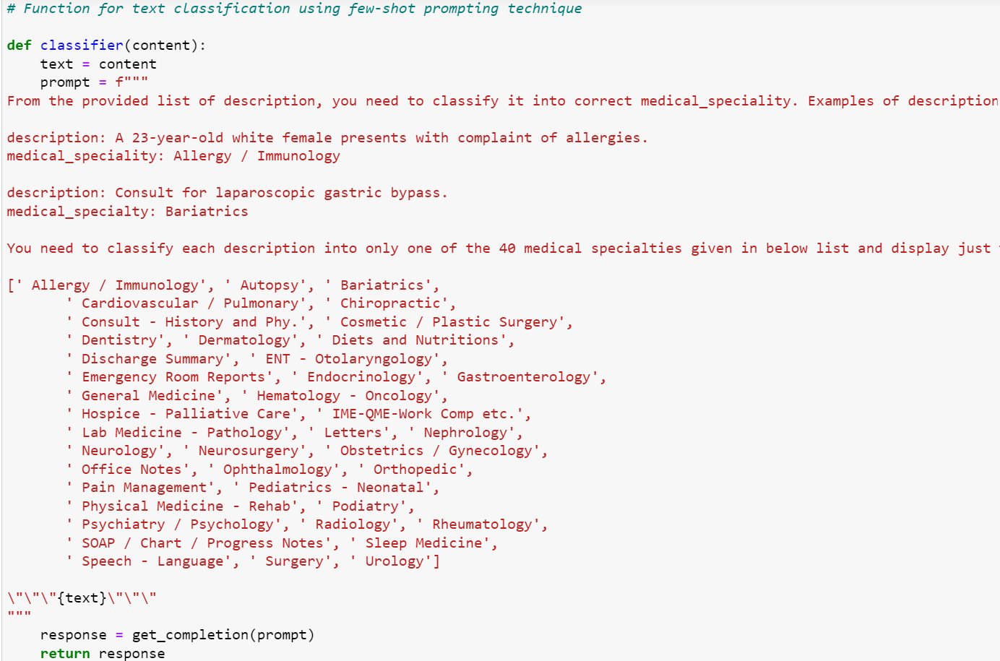 # Function for text classification using few-shot prompting technique
def classifier(content):
    text = content
    prompt = f"""
From the provided list of description, you need to classify it into correct medical_speciality. Examples of description
description: A 23-year-old white female presents with complaint of allergies.
medical_speciality: Allergy / Immunology
description: Consult for laparoscopic gastric bypass.
medical_specialty: Bariatrics
You need to classify each description into only one of the 40 medical specialties given in below list and display just
[' Allergy / Immunology', ' Autopsy', ' Bariatrics',
       ' Cardiovascular / Pulmonary', ' Chiropractic',
       ' Consult - History and Phy.', ' Cosmetic / Plastic Surgery',
       ' Dentistry', ' Dermatology', ' Diets and Nutritions',
       ' Discharge Summary', ' ENT - Otolaryngology',
       ' Emergency Room Reports', ' Endocrinology', ' Gastroenterology',
       ' General Medicine', ' Hematology - Oncology',
       ' Hospice - Palliative Care', ' IME-QME-Work Comp etc.',
       ' Lab Medicine - Pathology', ' Letters', ' Nephrology',
       ' Neurology', ' Neurosurgery', ' Obstetrics / Gynecology',
       ' Office Notes', ' Ophthalmology', ' Orthopedic',
       ' Pain Management', ' Pediatrics - Neonatal',
       ' Physical Medicine - Rehab', ' Podiatry',
       ' Psychiatry / Psychology', ' Radiology', ' Rheumatology',
       ' SOAP / Chart / Progress Notes', ' Sleep Medicine',
       ' Speech - Language', ' Surgery', ' Urology']
\"\"\"{text}\"\"\"
"""
    response = get_completion(prompt)
    return response